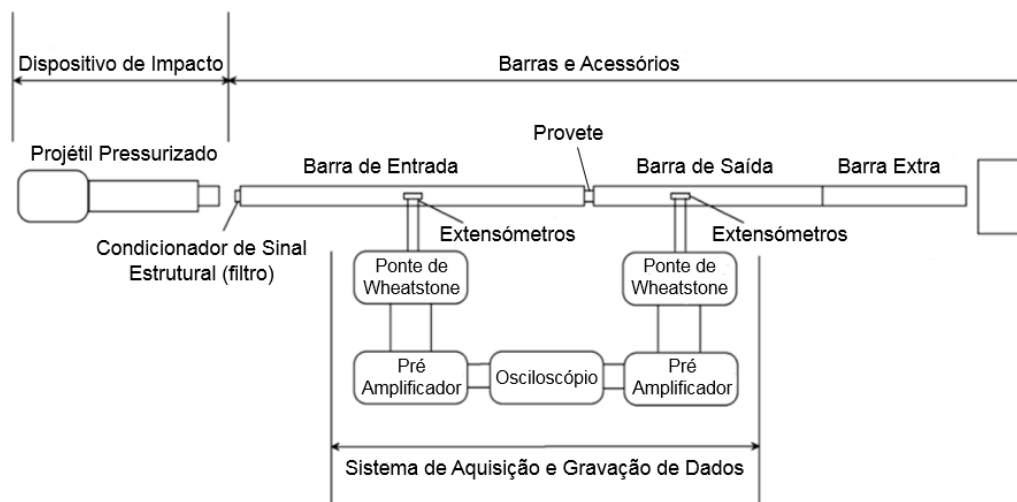 Dispositivo de Impacto
Barras e Acessórios
Projétil Pressurizado
Barra de Entrada
Provete
Barra de Saída
Barra Extra
Condicionador de Sinal
Estrutural (filtro)
Extensómetros
Extensómetros
Ponte de
Wheatstone
Ponte de
Wheatstone
Pré
Amplificador
Osciloscópio
Pré
Amplificador
Sistema de Aquisição e Gravação de Dados